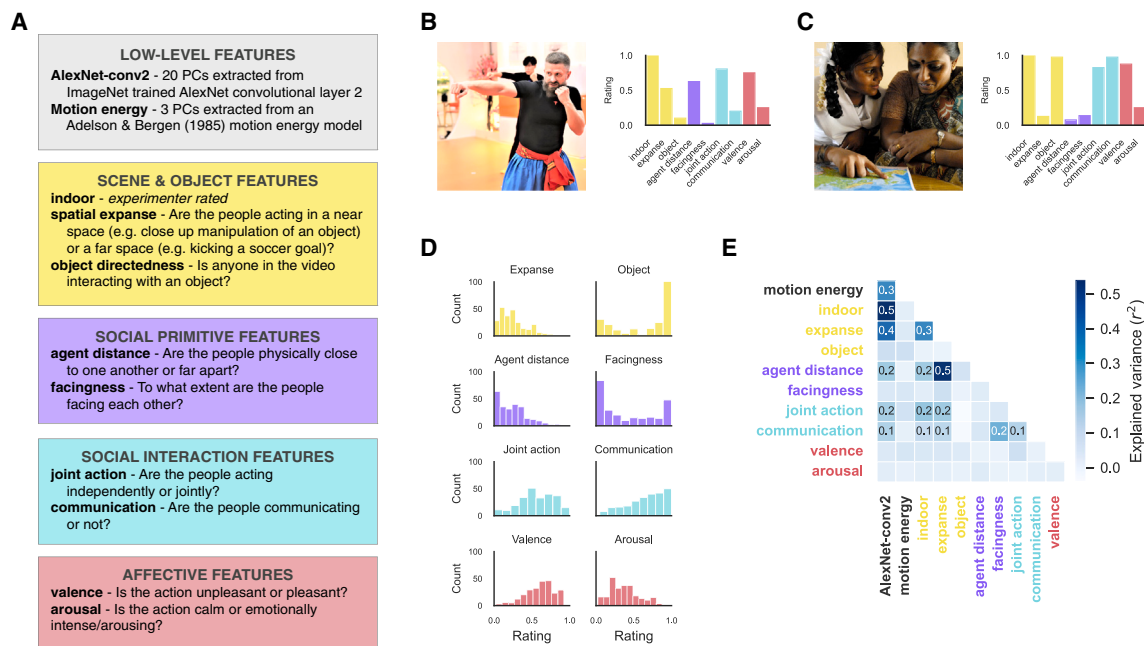 A
LOW-LEVEL FEATURES
AlexNet-conv2 - 20 PCs extracted from
ImageNet trained AlexNet convolutional layer 2
Motion energy - 3 PCs extracted from an
Adelson & Bergen (1985) motion energy model
SCENE & OBJECT FEATURES
indoor - experimenter rated
spatial expanse - Are the people acting in a near
space (e.g. close up manipulation of an object)
or a far space (e.g. kicking a soccer goal)?
object directedness - Is anyone in the video
interacting with an object?
SOCIAL PRIMITIVE FEATURES
agent distance - Are the people physically close
to one another or far apart?
facingness - To what extent are the people
facing each other?
SOCIAL INTERACTION FEATURES
joint action - Are the people acting
independently or jointly?
communication - Are the people communicating
or not?
AFFECTIVE FEATURES
valence - Is the action unpleasant or pleasant?
arousal - Is the action calm or emotionally
intense/arousing?
B
1.0
0.5
0.0
Rating
indoor
expanse
object
agent distance
facingness
joint action
communication
valence
arousal
C
1.0
0.5
0.0
Rating
indoor
expanse
object
agent distance
facingness
joint action
communication
valence
arousal
D
Expanse
Object
100
50
0
Count
Agent distance
Facingness
100
50
0
Count
Joint action
Communication
100
50
0
Count
Valence
Arousal
100
50
0
Count
0.0 0.5 1.0
0.0 0.5 1.0
Rating
Rating
E
motion energy 0.3
indoor 0.5
expanse 0.4 0.3
object
agent distance 0.2 0.2 0.5
facingness
joint action 0.2 0.2 0.2
communication 0.1 0.1 0.1 0.2 0.1
valence
arousal
AlexNet-conv2
motion energy
indoor
expanse
object
agent distance
facingness
joint action
communication
valence
0.5
0.4
0.3
0.2
0.1
0.0
Explained variance (r²)